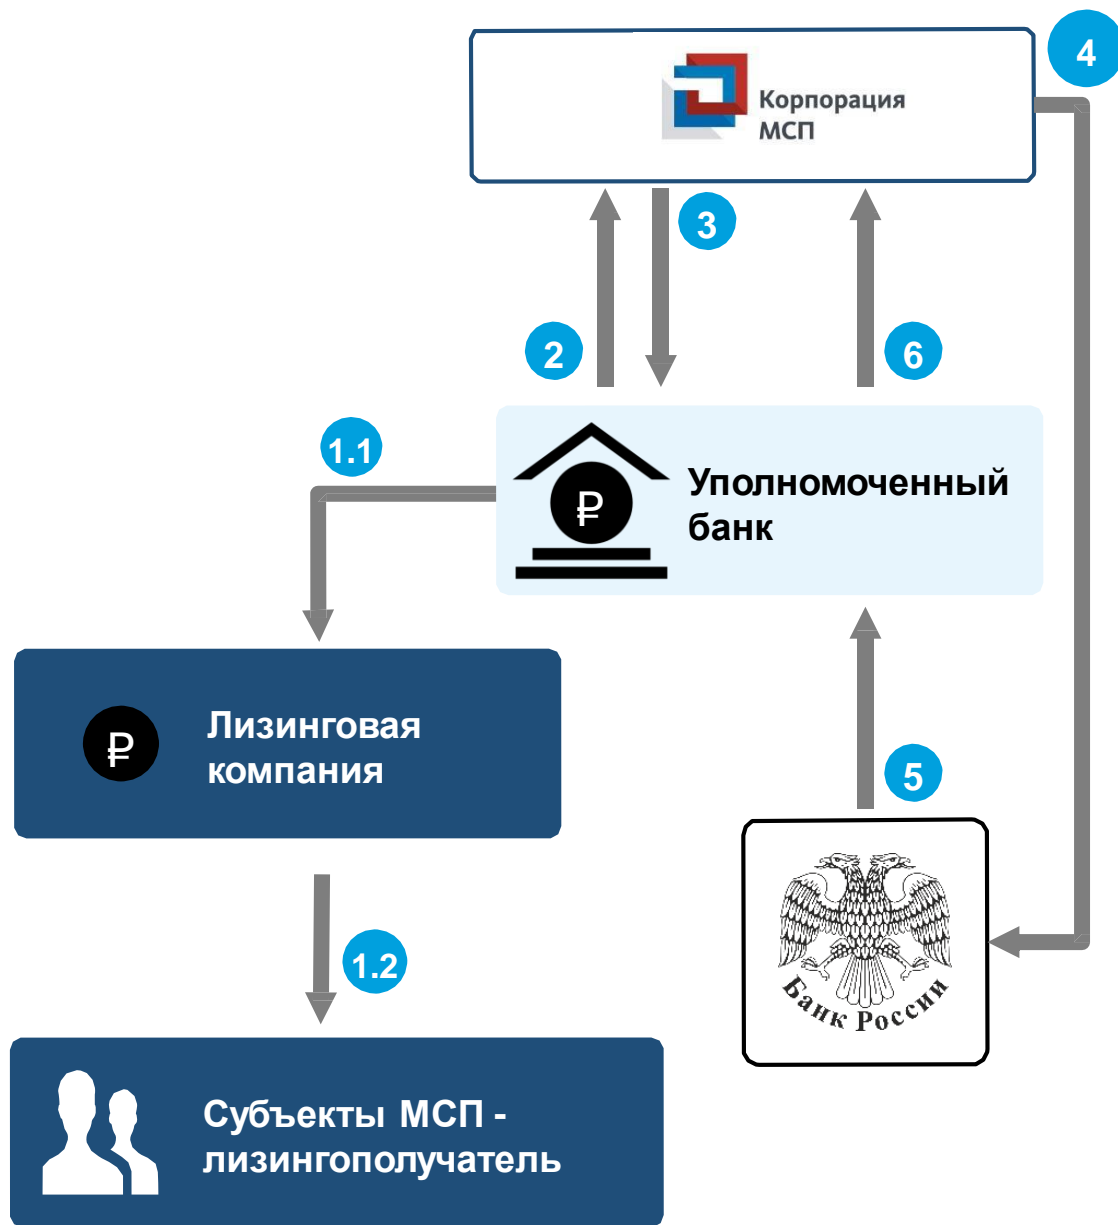 4
Корпорация
МСП
3
2
6
1.1
₽
Уполномоченный
банк
₽
Лизинговая
компания
5
1.2
Банк России
Субъекты МСП -
лизингополучатель